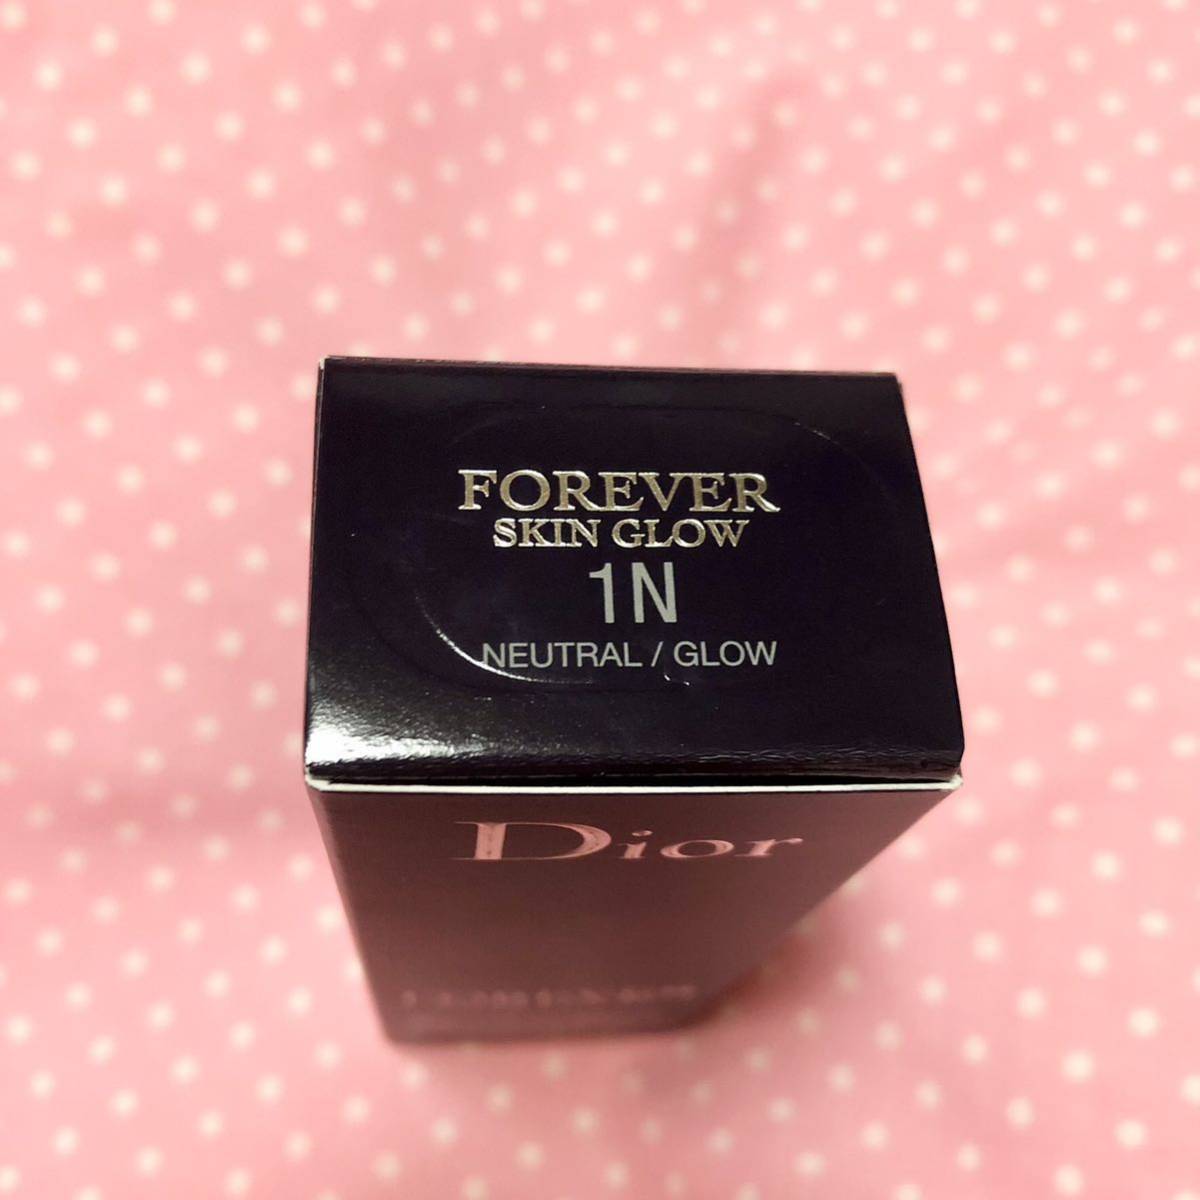 FOREVER
SKIN GLOW
1N
NEUTRAL / GLOW
Dior